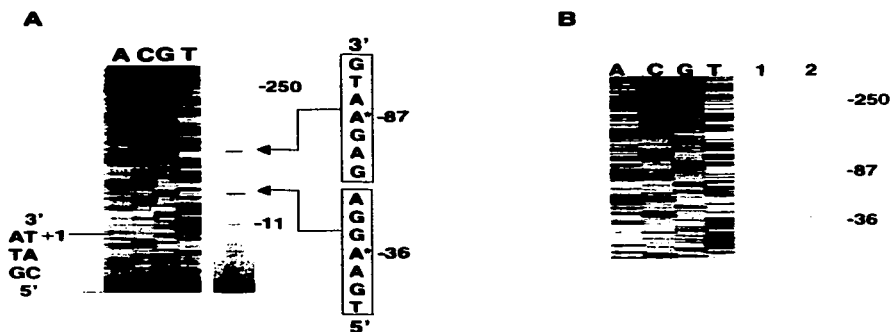 A
A C G T
-250
3'
G
T
A
A* -87
G
A
G
A
G
G
A* -36
A
G
T
5'
-11
3'
AT +1
TA
GC
5'
B
A C G T 1 2
-250
-87
-36